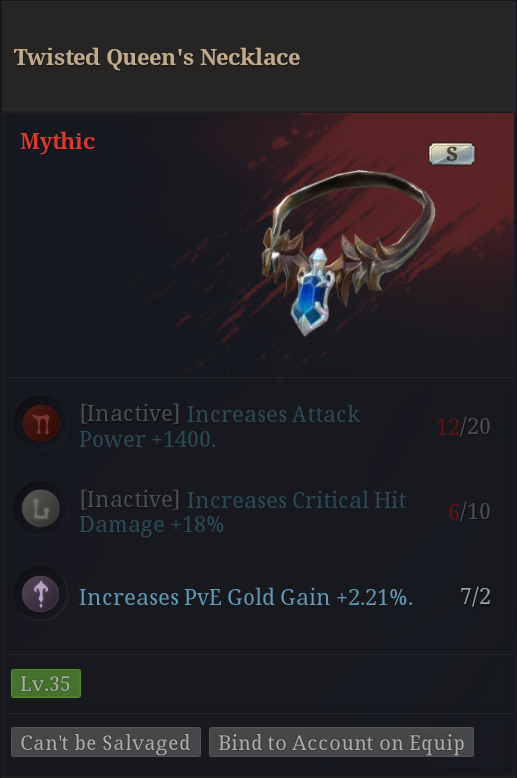 Twisted Queen's Necklace
Mythic
S
[Inactive] Increases Attack
Power +1400.
12/20
[Inactive] Increases Critical Hit
Damage +18%
6/10
Increases PvE Gold Gain +2.21%.
7/2
Lv.35
Can't be Salvaged
Bind to Account on Equip